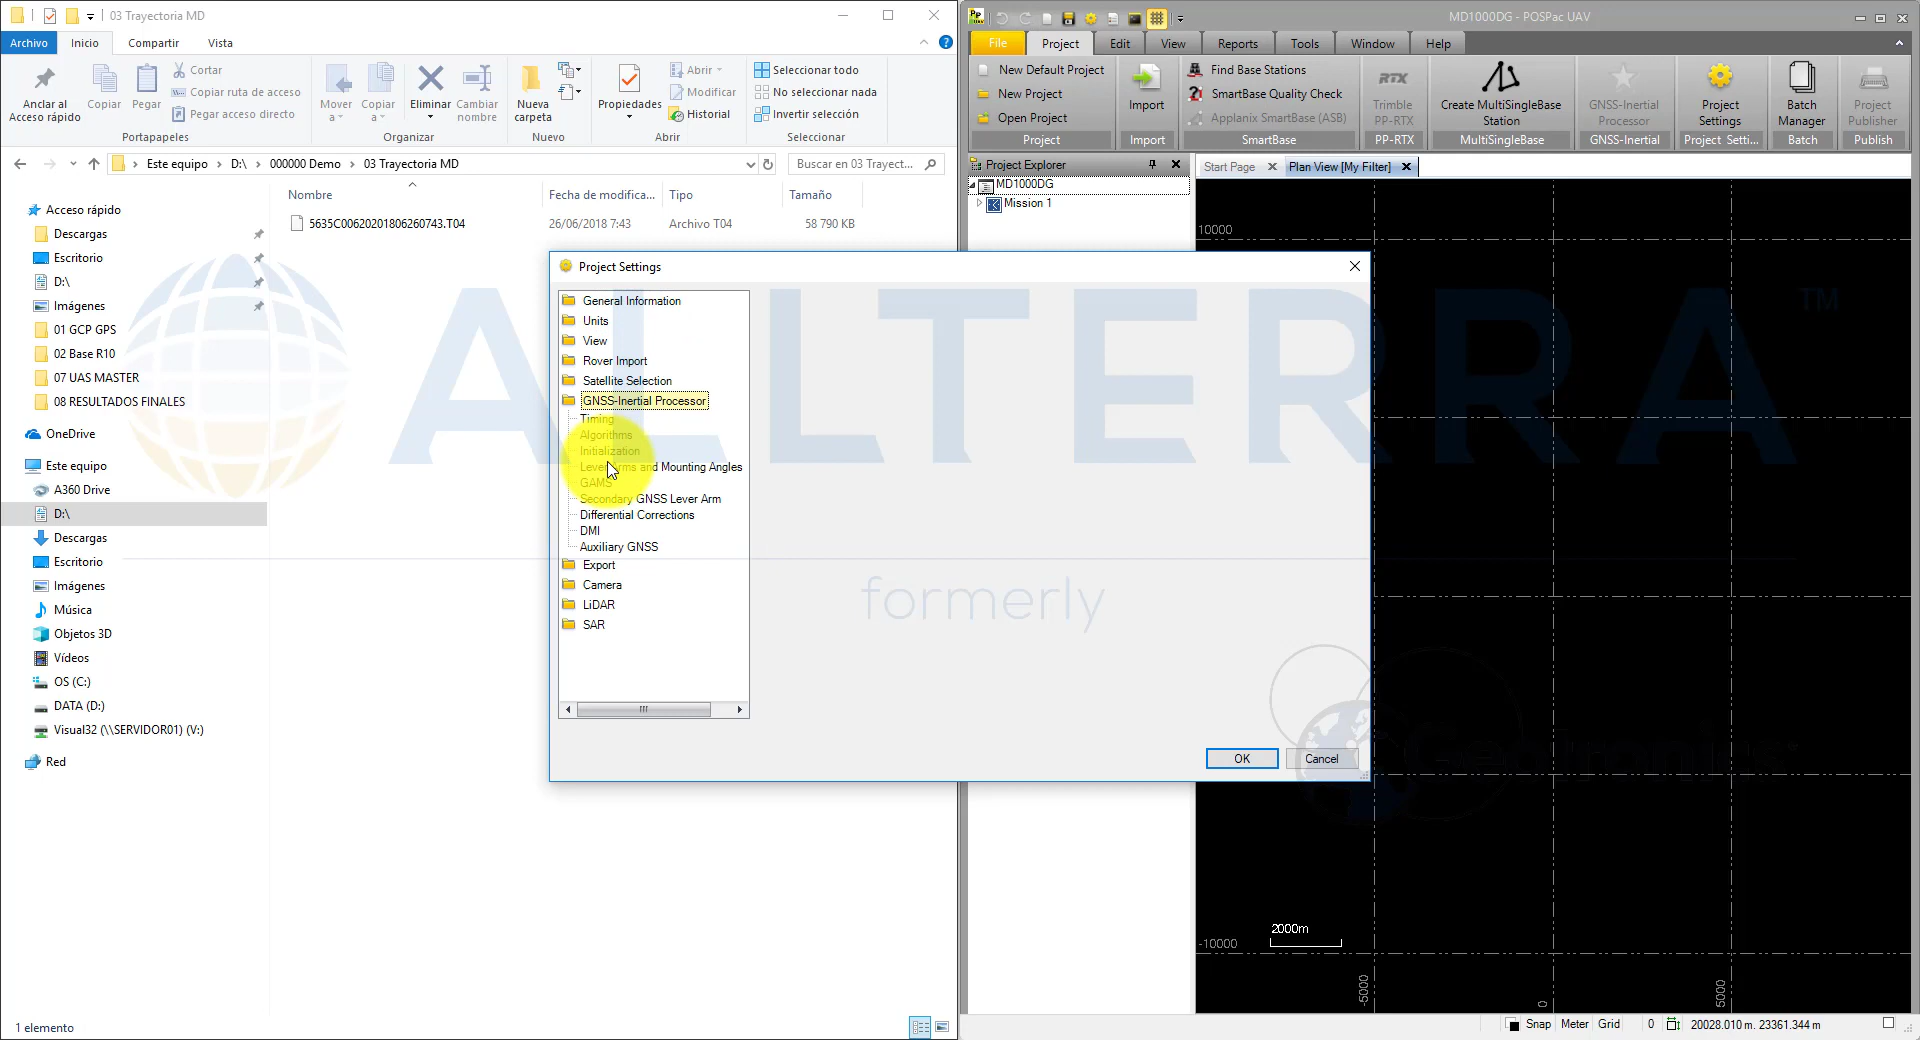 03 Trayectoria MD
Archivo
Inicio
Compartir
Vista
Anclar al
Acceso rápido
Copiar
Pegar
Cortar
Copiar ruta de acceso
Pegar acceso directo
Portapapeles
Mover
a
Copiar
a
Eliminar
Cambiar
nombre
Organizar
Nueva
carpeta
Nuevo
Propiedades
Abrir
Modificar
Historial
Abrir
Seleccionar todo
No seleccionar nada
Invertir selección
Seleccionar
Este equipo
D:\
000000 Demo
03 Trayectoria MD
Buscar en 03 Trayect...
Nombre
Fecha de modifica...
Tipo
Tamaño
5635C00620201806260743.T04
26/06/2018 7:43
Archivo T04
58 790 KB
Acceso rápido
Descargas
Escritorio
D:\
Imágenes
01 GCP GPS
02 Base R10
07 UAS MASTER
08 RESULTADOS FINALES
OneDrive
Este equipo
A360 Drive
D:\
Descargas
Escritorio
Imágenes
Música
Objetos 3D
Vídeos
OS (C:)
DATA (D:)
Visual32 (\\SERVIDOR01) (V:)
Red
1 elemento
MD1000DG - POSPac UAV
File
Project
Edit
View
Reports
Tools
Window
Help
New Default Project
New Project
Open Project
Project
Import
Import
Find Base Stations
SmartBase Quality Check
Applanix SmartBase (ASB)
SmartBase
RTX
Trimble
PP-RTX
PP-RTX
Create MultiSingleBase
Station
MultiSingleBase
GNSS-Inertial
Processor
GNSS-Inertial
Project
Settings
Project Setti...
Batch
Manager
Batch
Project
Publisher
Publish
Project Explorer
MD1000DG
Mission 1
Start Page
Plan View [My Filter]
10000
-10000
2000m
-5000
0
5000
Snap
Meter
Grid
0
20028.010 m. 23361.344 m
Project Settings
General Information
Units
View
Rover Import
Satellite Selection
GNSS-Inertial Processor
Timing
Algorithms
Initialization
Lever Arms and Mounting Angles
GAMS
Secondary GNSS Lever Arm
Differential Corrections
DMI
Auxiliary GNSS
Export
Camera
LiDAR
SAR
OK
Cancel
ALLTERRA™
formerly
Geotronics